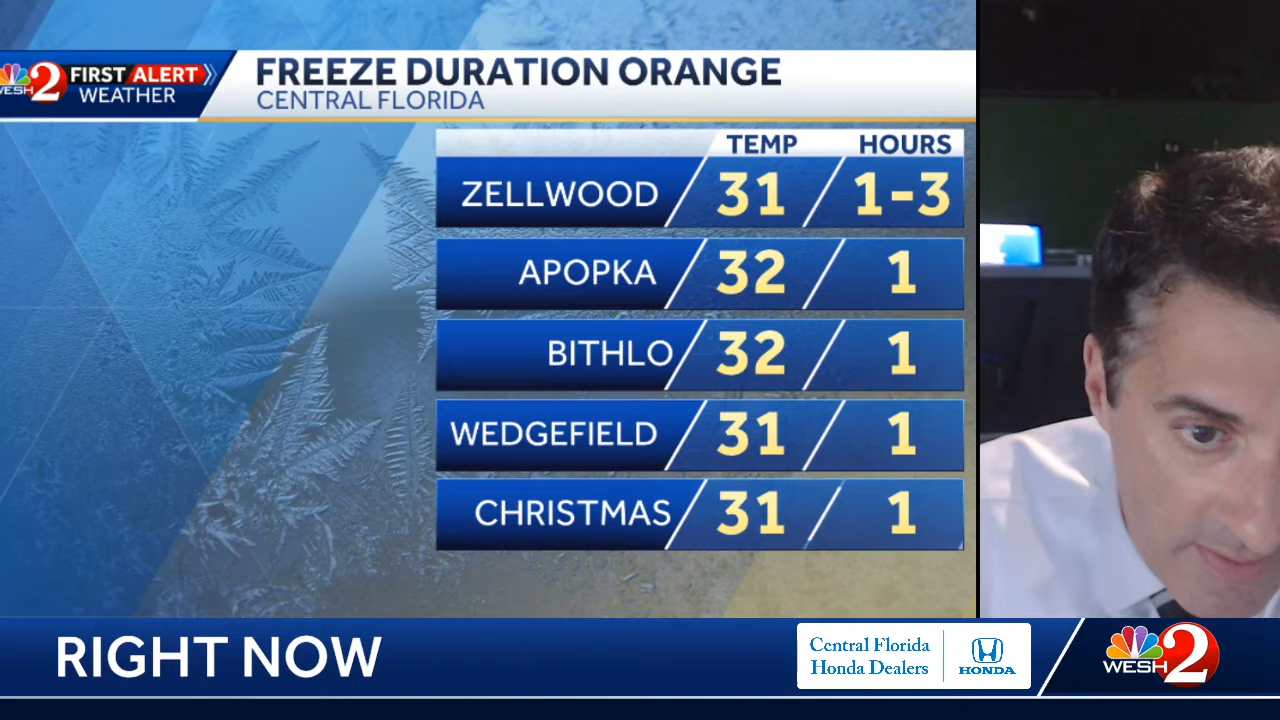 WESH 2 FIRST ALERT
WEATHER
FREEZE DURATION ORANGE
CENTRAL FLORIDA
TEMP HOURS
ZELLWOOD 31 1-3
APOPKA 32 1
BITHLO 32 1
WEDGEFIELD 31 1
CHRISTMAS 31 1
RIGHT NOW
Central Florida
Honda Dealers
HONDA
WESH 2